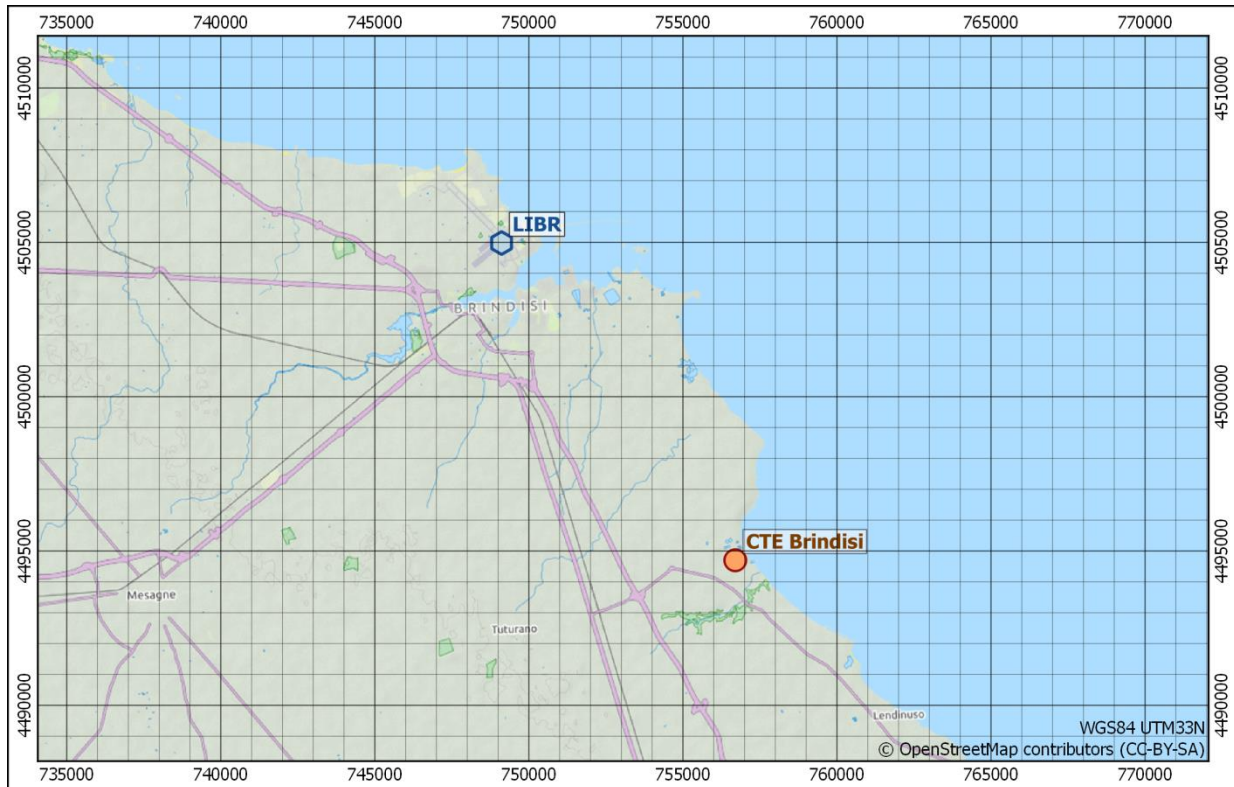 735000 740000 745000 750000 755000 760000 765000 770000
4510000 4510000
LIBR
4505000 4505000
BRINDISI
4500000 4500000
CTE Brindisi
4495000 4495000
Mesagne
Tuturano
4490000 4490000
Lendinuso
WGS84 UTM33N
© OpenStreetMap contributors (CC-BY-SA)
735000 740000 745000 750000 755000 760000 765000 770000